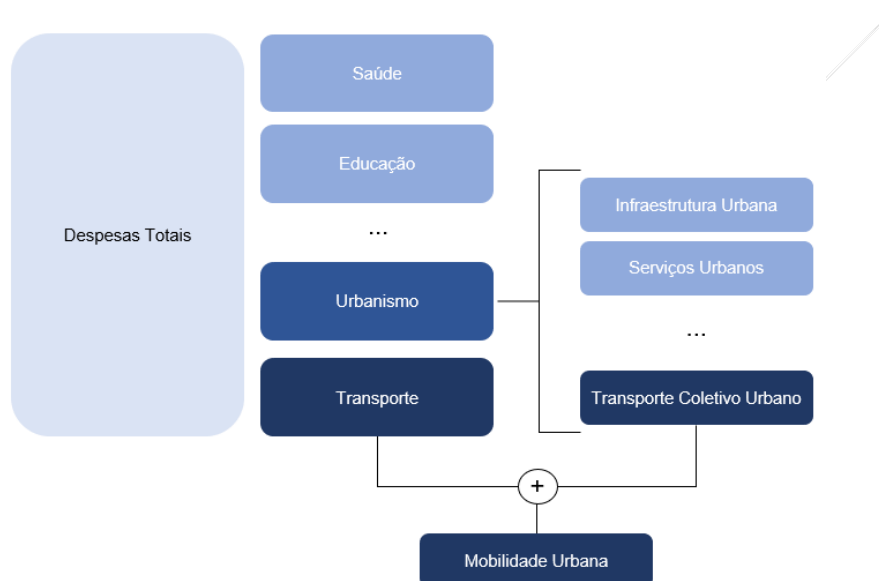 Despesas Totais
Saúde
Educação
...
Urbanismo
Transporte
Infraestrutura Urbana
Serviços Urbanos
...
Transporte Coletivo Urbano
+
Mobilidade Urbana